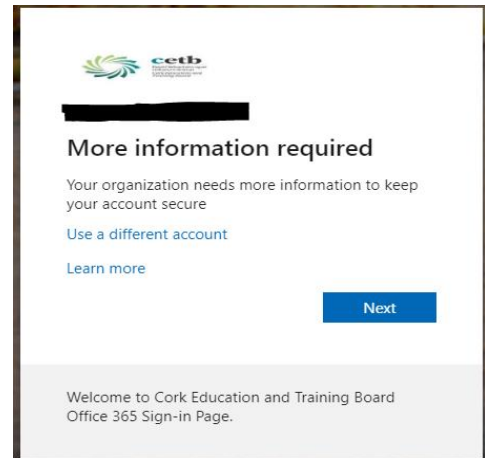 cetb
More information required
Your organization needs more information to keep
your account secure
Use a different account
Learn more
Next
Welcome to Cork Education and Training Board
Office 365 Sign-in Page.